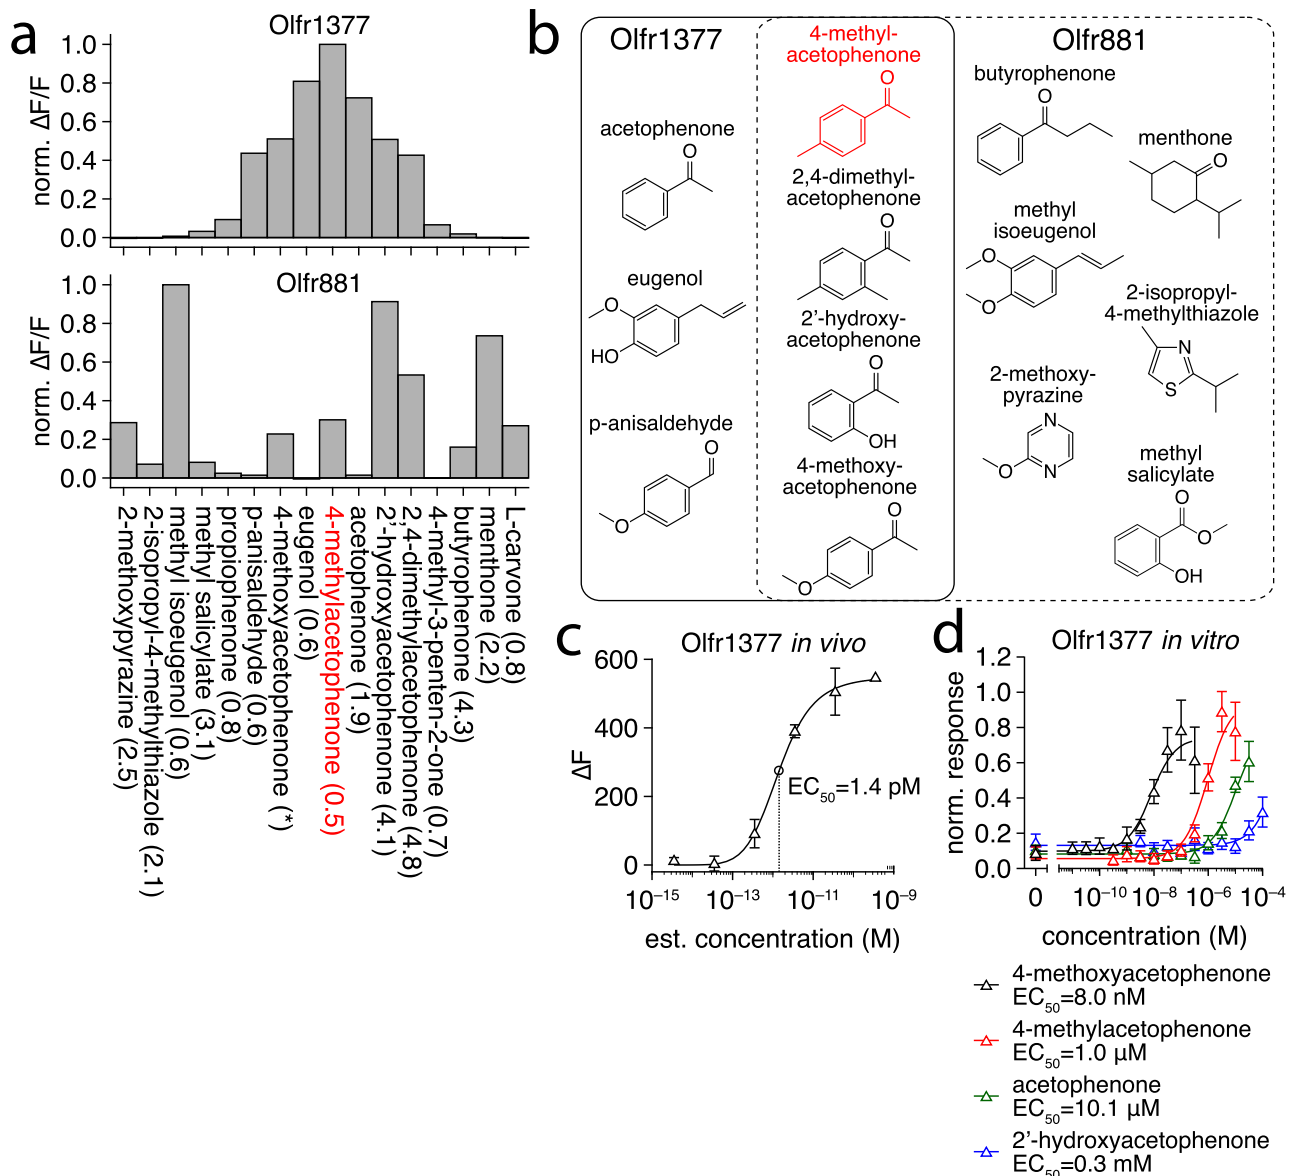 a
Olfr1377
norm. ΔF/F
1.0
0.8
0.6
0.4
0.2
0.0
Olfr881
norm. ΔF/F
1.0
0.8
0.6
0.4
0.2
0.0
2-methoxypyrazine (2.5)
2-isopropyl-4-methylthiazole (2.1)
methyl isoeugenol (0.6)
methyl salicylate (3.1)
propiophenone (0.8)
p-anisaldehyde (0.6)
4-methoxyacetophenone (*)
eugenol (0.6)
4-methylacetophenone (0.5)
acetophenone (1.9)
2'-hydroxyacetophenone (4.1)
2,4-dimethylacetophenone (4.8)
4-methyl-3-penten-2-one (0.7)
butyrophenone (4.3)
menthone (2.2)
L-carvone (0.8)
b
Olfr1377
acetophenone
O
eugenol
O
HO
p-anisaldehyde
O
O
4-methyl-
acetophenone
O
2,4-dimethyl-
acetophenone
O
2'-hydroxy-
acetophenone
O
OH
4-methoxy-
acetophenone
O
O
Olfr881
butyrophenone
O
menthone
O
methyl
isoeugenol
O
O
2-isopropyl-
4-methylthiazole
N
S
2-methoxy-
pyrazine
N
N
O
methyl
salicylate
O
O
OH
c
Olfr1377 in vivo
ΔF
600
400
200
0
EC50=1.4 pM
10–15
10–13
10–11
10–9
est. concentration (M)
d
Olfr1377 in vitro
norm. response
1.2
1.0
0.8
0.6
0.4
0.2
0.0
0
10–10
10–8
10–6
10–4
concentration (M)
4-methoxyacetophenone
EC50=8.0 nM
4-methylacetophenone
EC50=1.0 µM
acetophenone
EC50=10.1 µM
2'-hydroxyacetophenone
EC50=0.3 mM